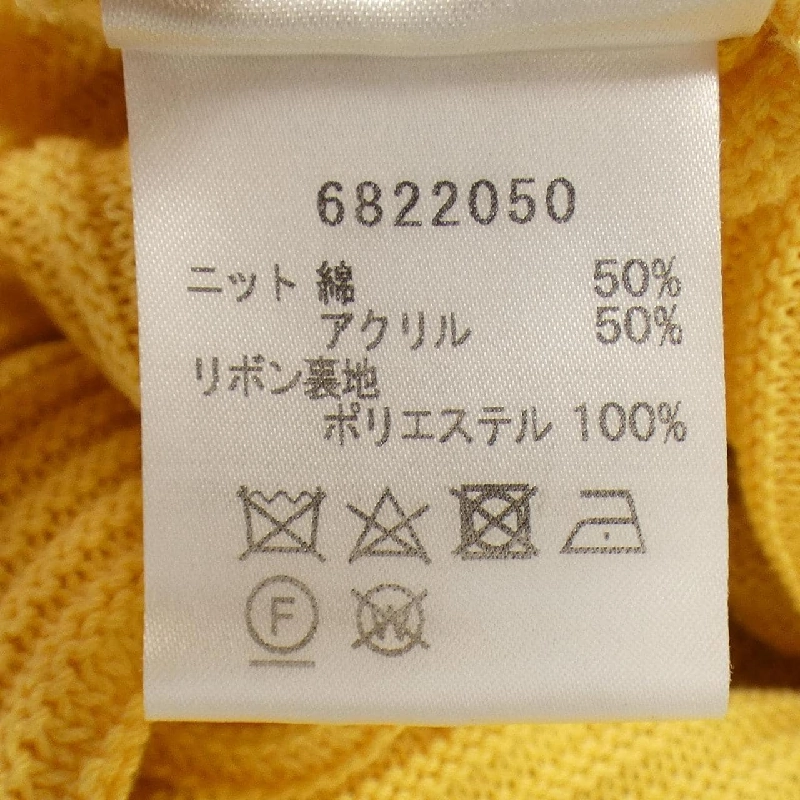 6822050
ニット 綿 50%
アクリル 50%
リボン裏地
ポリエステル 100%
F W